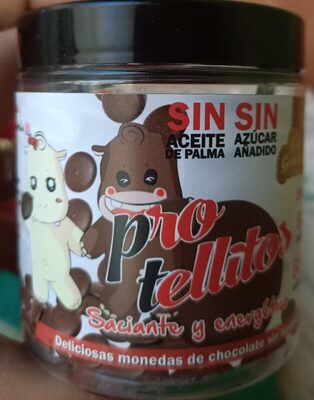 SIN SIN
ACEITE AZÚCAR
DE PALMA AÑADIDO
pro
tellitos
Saciante y energético
Deliciosas monedas de chocolate sin